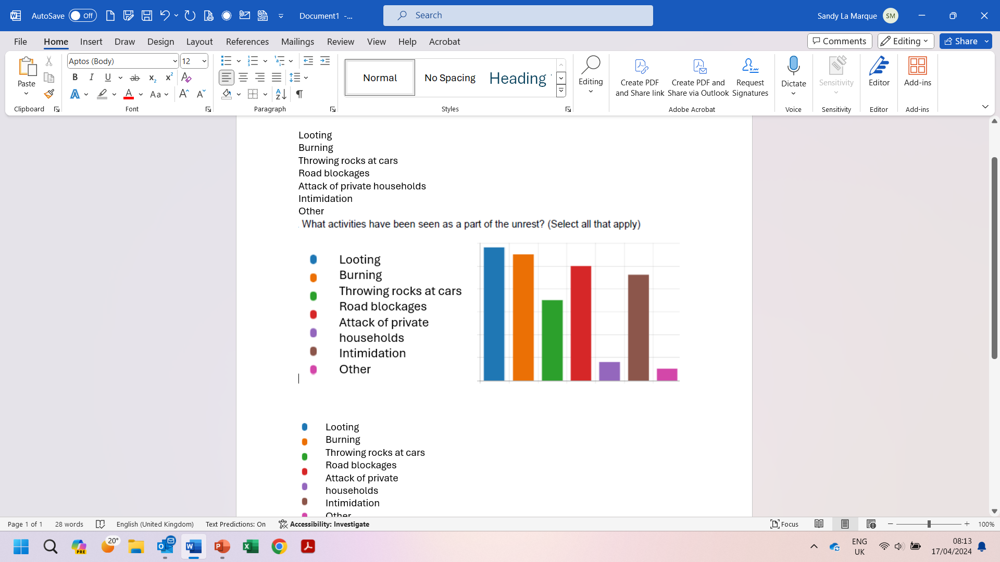 AutoSave Off Document1 -... Search Sandy La Marque SM
File Home Insert Draw Design Layout References Mailings Review View Help Acrobat Comments Editing Share
Paste
Clipboard
Aptos (Body) 12
Font
Paragraph
Normal No Spacing Heading
Styles
Editing
Create PDF and Share link
Create PDF and Share via Outlook
Request Signatures
Adobe Acrobat
Dictate
Voice
Sensitivity
Sensitivity
Editor
Editor
Add-ins
Add-ins
Looting
Burning
Throwing rocks at cars
Road blockages
Attack of private households
Intimidation
Other
What activities have been seen as a part of the unrest? (Select all that apply)
Looting
Burning
Throwing rocks at cars
Road blockages
Attack of private
households
Intimidation
Other
Looting
Burning
Throwing rocks at cars
Road blockages
Attack of private
households
Intimidation
Other
Page 1 of 1 28 words English (United Kingdom) Text Predictions: On Accessibility: Investigate Focus 100%
PRE 20° ENG
UK
08:13
17/04/2024